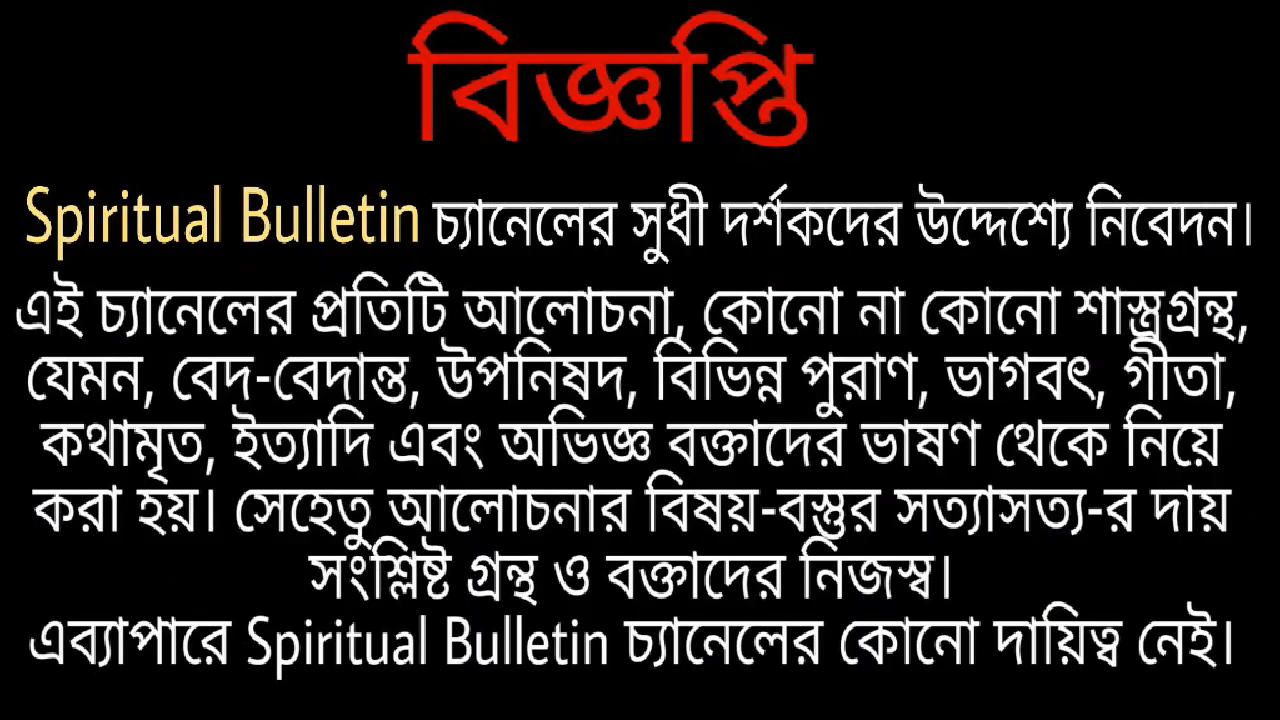 বিজ্ঞপ্তি
Spiritual Bulletin চ্যানেলের সুধী দর্শকদের উদ্দেশ্যে নিবেদন।
এই চ্যানেলের প্রতিটি আলোচনা, কোনো না কোনো শাস্ত্রগ্রন্থ,
যেমন, বেদ-বেদান্ত, উপনিষদ, বিভিন্ন পুরাণ, ভাগবৎ, গীতা,
কথামৃত, ইত্যাদি এবং অভিজ্ঞ বক্তাদের ভাষণ থেকে নিয়ে
করা হয়। সেহেতু আলোচনার বিষয়-বস্তুর সত্যাসত্য-র দায়
সংশ্লিষ্ট গ্রন্থ ও বক্তাদের নিজস্ব।
এব্যাপারে Spiritual Bulletin চ্যানেলের কোনো দায়িত্ব নেই।